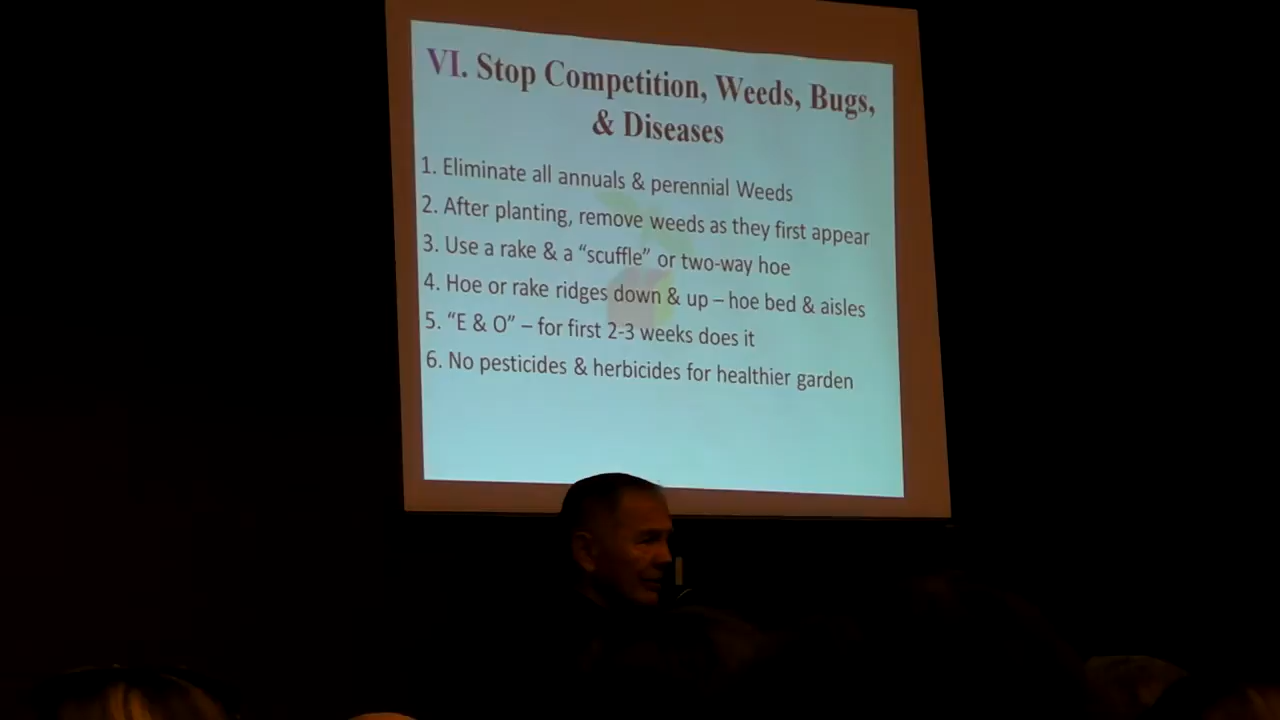 VI. Stop Competition, Weeds, Bugs,
& Diseases
1. Eliminate all annuals & perennial Weeds
2. After planting, remove weeds as they first appear
3. Use a rake & a “scuffle” or two-way hoe
4. Hoe or rake ridges down & up – hoe bed & aisles
5. “E & O” – for first 2-3 weeks does it
6. No pesticides & herbicides for healthier garden